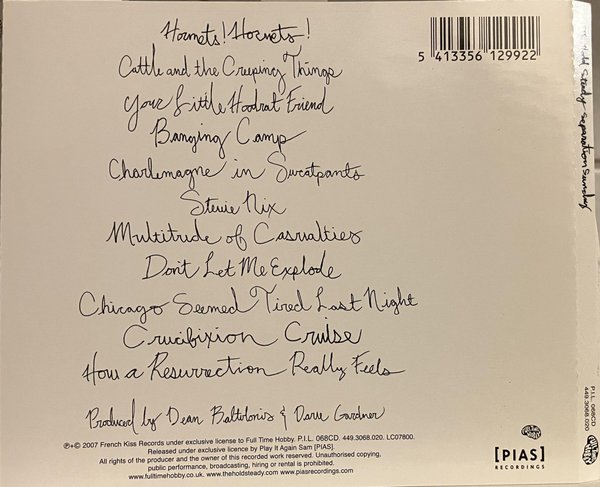 Hornets! Hornets!
Cattle and the Creeping Things
Your Little Hoodrat Friend
Banging Camp
Charlemagne in Sweatpants
Stevie Nix
Multitude of Casualties
Don't Let Me Explode
Chicago Seemed Tired Last Night
Crucifixion Cruise
How a Resurrection Really Feels
Produced by Dean Baltulonis & Dave Gardner
℗+© 2007 French Kiss Records under exclusive license to Full Time Hobby. P.I.L. 068CD. 449.3068.020. LC07800.
Released under exclusive licence by Play It Again Sam [PIAS].
All rights of the producer and the owner of this recorded work reserved. Unauthorised copying,
public performance, broadcasting, hiring or rental is prohibited.
www.fulltimehobby.co.uk. www.theholdsteady.com. www.piasrecordings.com
5 413356 129922
[PIAS]
RECORDINGS
Hold Steady Separation Sunday
P.I.L. 068CD
449.3068.020